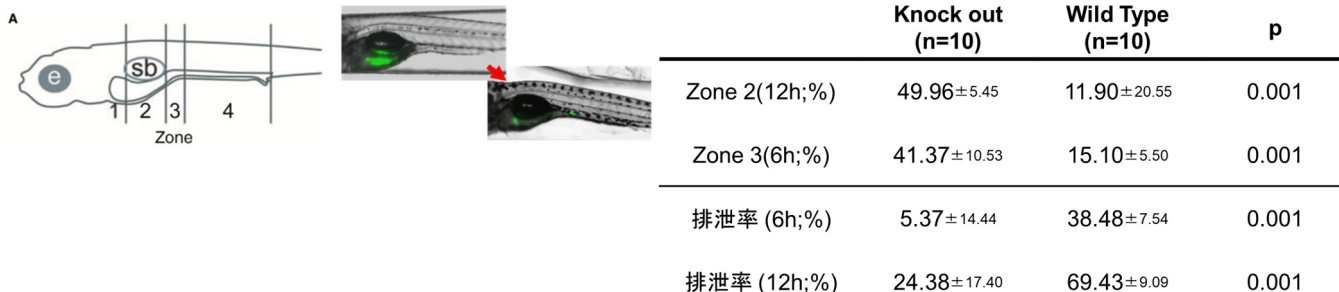 A
e
sb
1 2 3 4
Zone
Knock out Wild Type p
(n=10) (n=10)
Zone 2(12h;%) 49.96±5.45 11.90±20.55 0.001
Zone 3(6h;%) 41.37±10.53 15.10±5.50 0.001
排泄率 (6h;%) 5.37±14.44 38.48±7.54 0.001
排泄率 (12h;%) 24.38±17.40 69.43±9.09 0.001